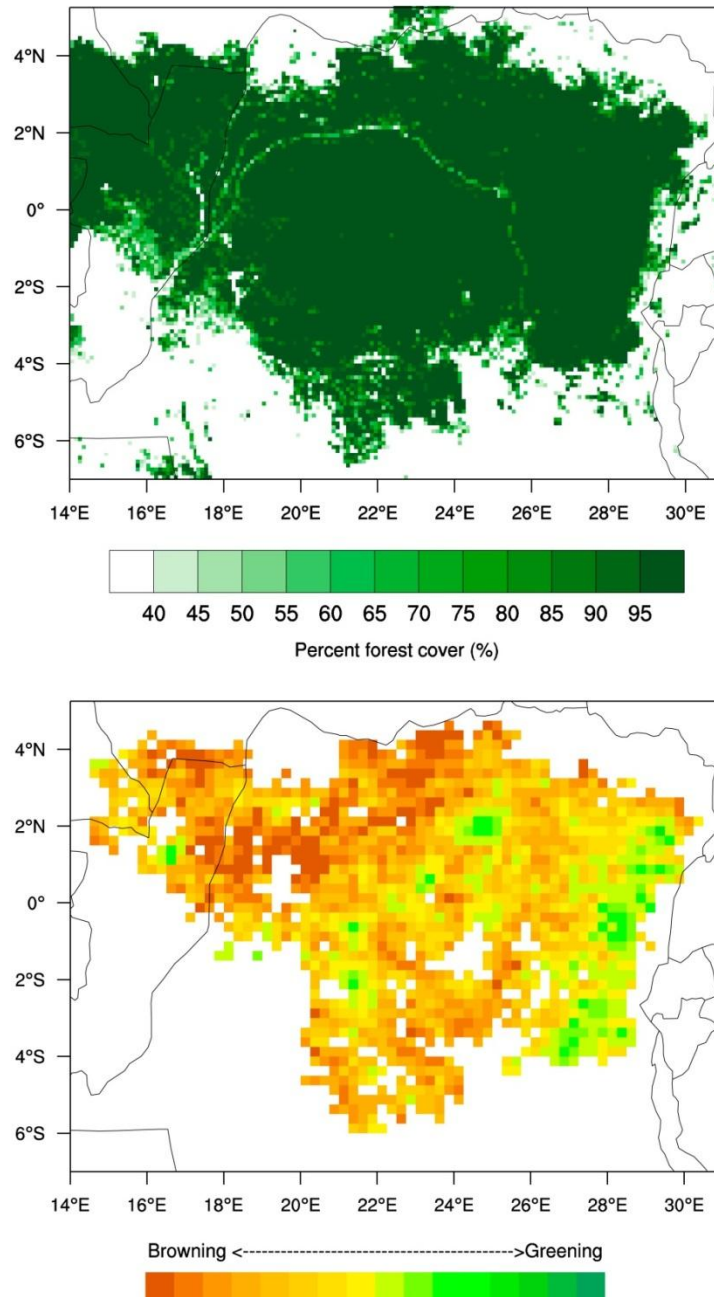 4°N
2°N
0°
2°S
4°S
6°S
14°E 16°E 18°E 20°E 22°E 24°E 26°E 28°E 30°E
40 45 50 55 60 65 70 75 80 85 90 95
Percent forest cover (%)
4°N
2°N
0°
2°S
4°S
6°S
14°E 16°E 18°E 20°E 22°E 24°E 26°E 28°E 30°E
Browning <-------------------------------->Greening